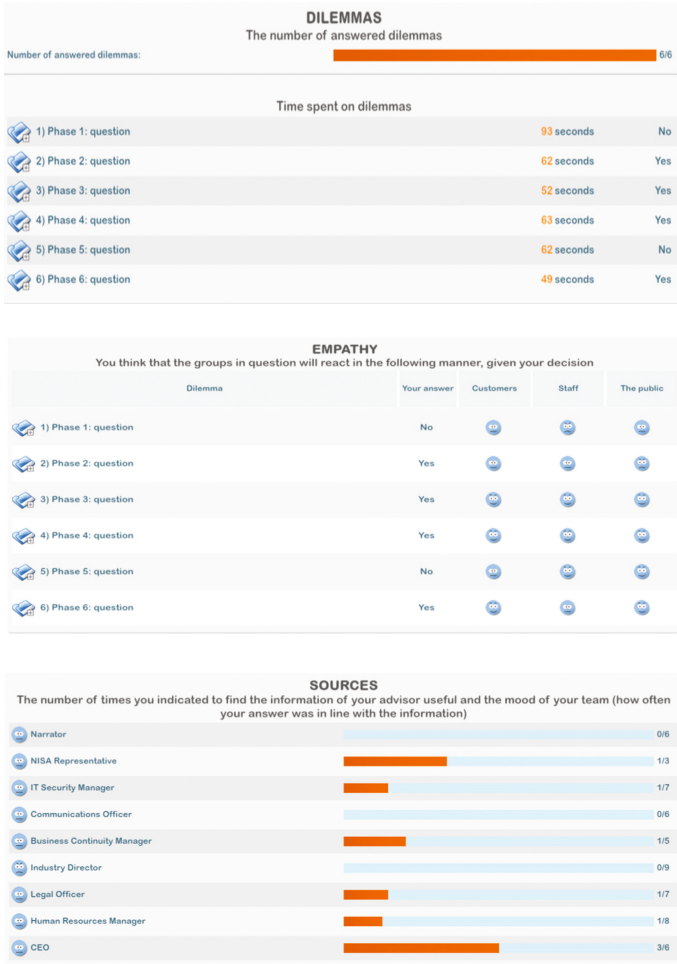 DILEMMAS
The number of answered dilemmas
Number of answered dilemmas: 6/6
Time spent on dilemmas
1) Phase 1: question 93 seconds No
2) Phase 2: question 62 seconds Yes
3) Phase 3: question 52 seconds Yes
4) Phase 4: question 63 seconds Yes
5) Phase 5: question 62 seconds No
6) Phase 6: question 49 seconds Yes
EMPATHY
You think that the groups in question will react in the following manner, given your decision
Dilemma Your answer Customers Staff The public
1) Phase 1: question No
2) Phase 2: question Yes
3) Phase 3: question Yes
4) Phase 4: question Yes
5) Phase 5: question No
6) Phase 6: question Yes
SOURCES
The number of times you indicated to find the information of your advisor useful and the mood of your team (how often
your answer was in line with the information)
Narrator 0/6
NISA Representative 1/3
IT Security Manager 1/7
Communications Officer 0/6
Business Continuity Manager 1/5
Industry Director 0/9
Legal Officer 1/7
Human Resources Manager 1/8
CEO 3/6